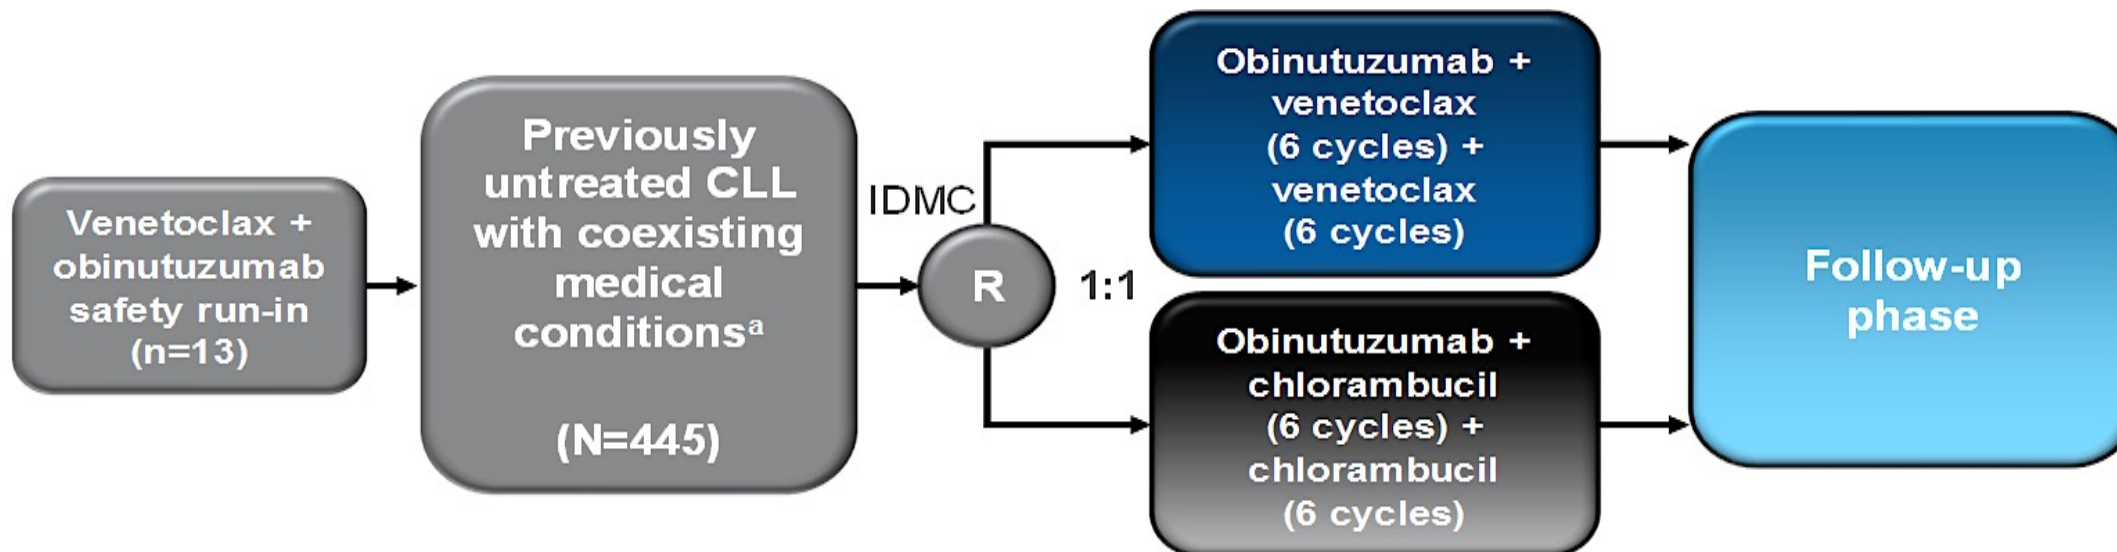 Venetoclax +
obinutuzumab
safety run-in
(n=13)
Previously
untreated CLL
with coexisting
medical
conditionsᵃ
(N=445)
IDMC
R
1:1
Obinutuzumab +
venetoclax
(6 cycles) +
venetoclax
(6 cycles)
Obinutuzumab +
chlorambucil
(6 cycles) +
chlorambucil
(6 cycles)
Follow-up
phase